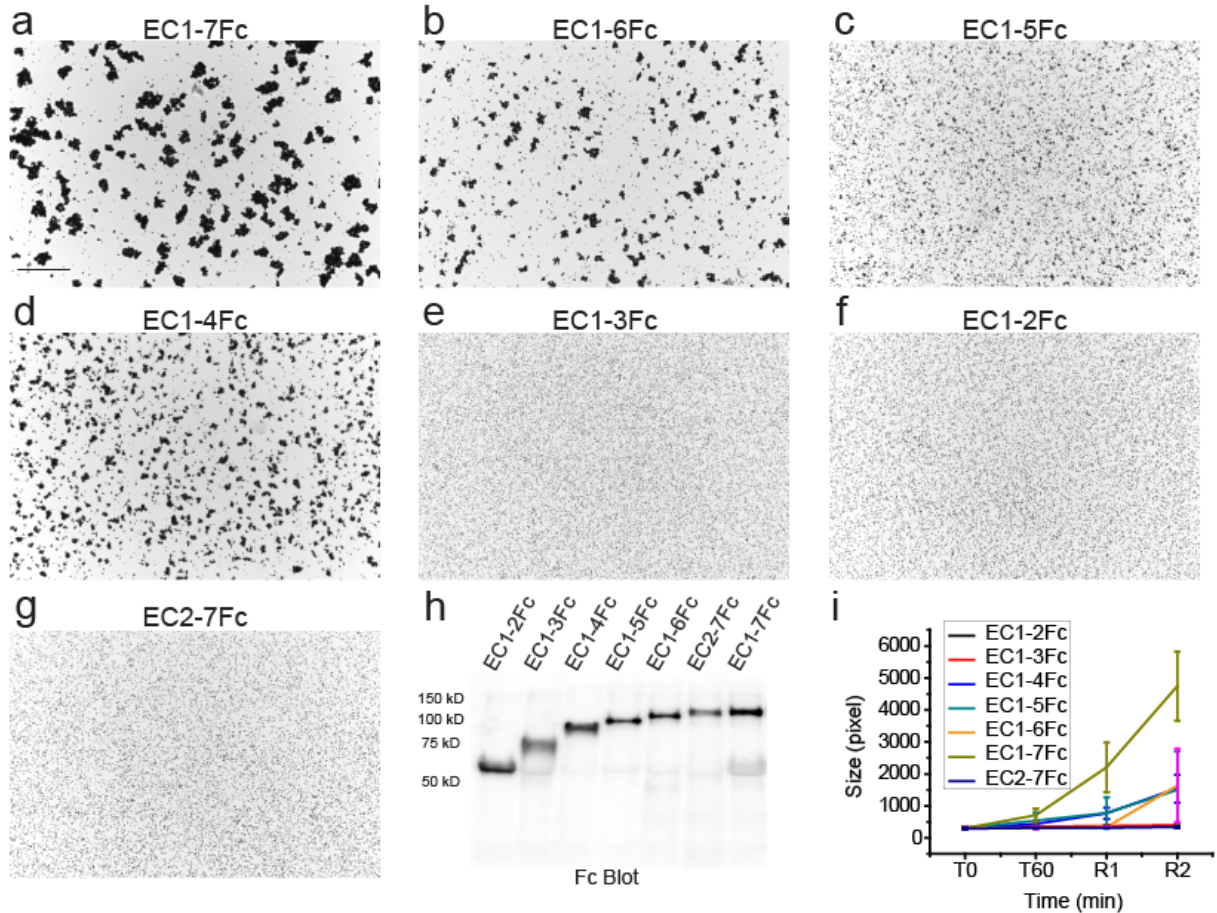 a EC1-7Fc
b EC1-6Fc
c EC1-5Fc
d EC1-4Fc
e EC1-3Fc
f EC1-2Fc
g EC2-7Fc
h
EC1-2Fc
EC1-3Fc
EC1-4Fc
EC1-5Fc
EC1-6Fc
EC2-7Fc
EC1-7Fc
150 kD
100 kD
75 kD
50 kD
Fc Blot
i
EC1-2Fc
EC1-3Fc
EC1-4Fc
EC1-5Fc
EC1-6Fc
EC1-7Fc
EC2-7Fc
Size (pixel)
6000
5000
4000
3000
2000
1000
0
T0 T60 R1 R2
Time (min)